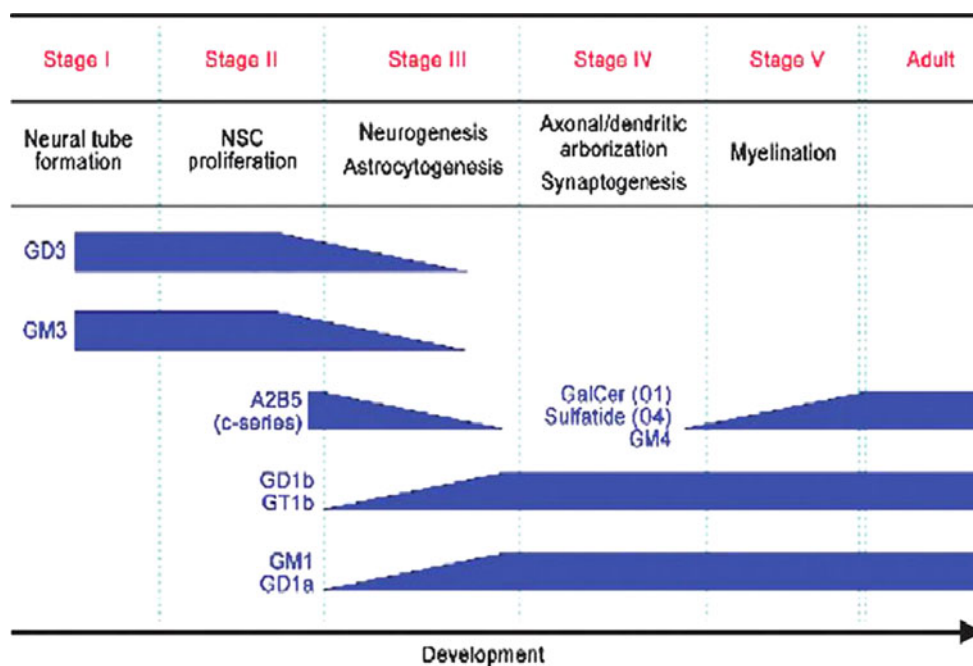 Stage I
Stage II
Stage III
Stage IV
Stage V
Adult
Neural tube
formation
NSC
proliferation
Neurogenesis
Astrocytogenesis
Axonal/dendritic
arborization
Synaptogenesis
Myelination
GD3
GM3
A2B5
(c-series)
GalCer (O1)
Sulfatide (O4)
GM4
GD1b
GT1b
GM1
GD1a
Development